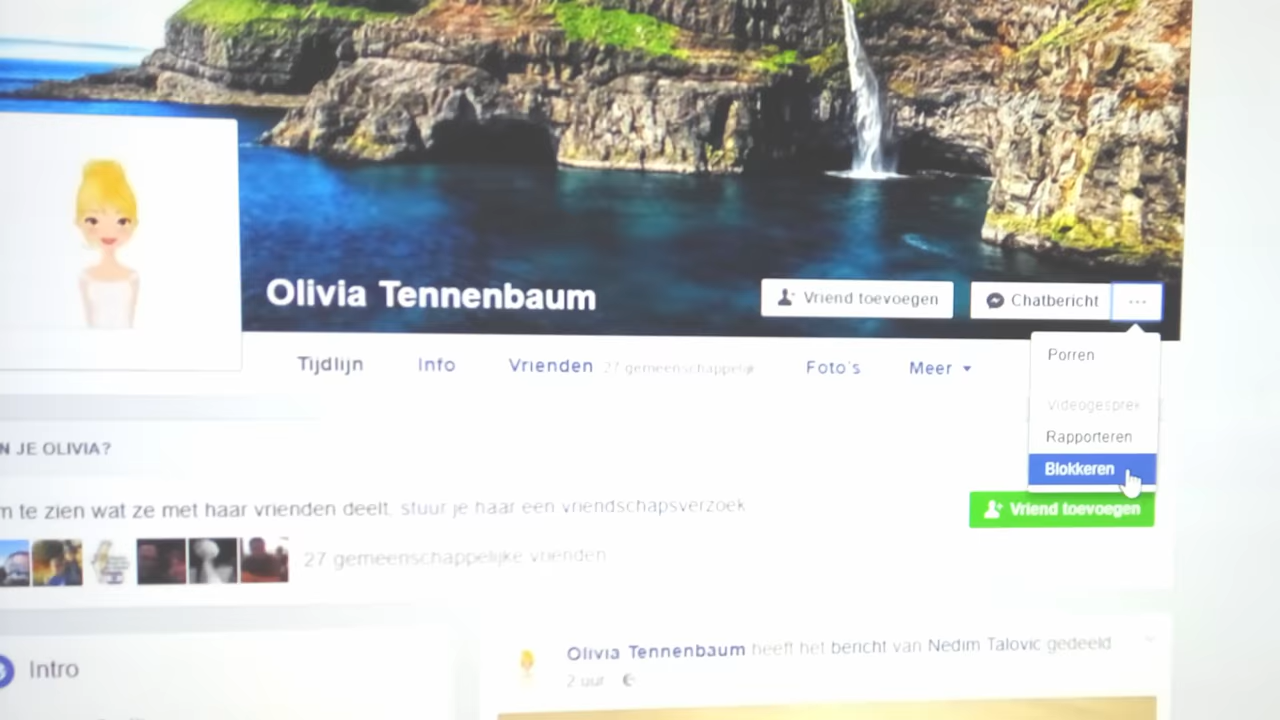 Olivia Tennenbaum
Vriend toevoegen
Chatbericht
...
Porren
Videogesprek
Rapporteren
Blokkeren
Tijdlijn Info Vrienden 27 gemeenschappelijk Foto's Meer
N JE OLIVIA?
m te zien wat ze met haar vrienden deelt, stuur je haar een vriendschapsverzoek
Vriend toevoegen
27 gemeenschappelijke vrienden
Intro
Olivia Tennenbaum heeft het bericht van Nedim Talovic gedeeld
2 uur